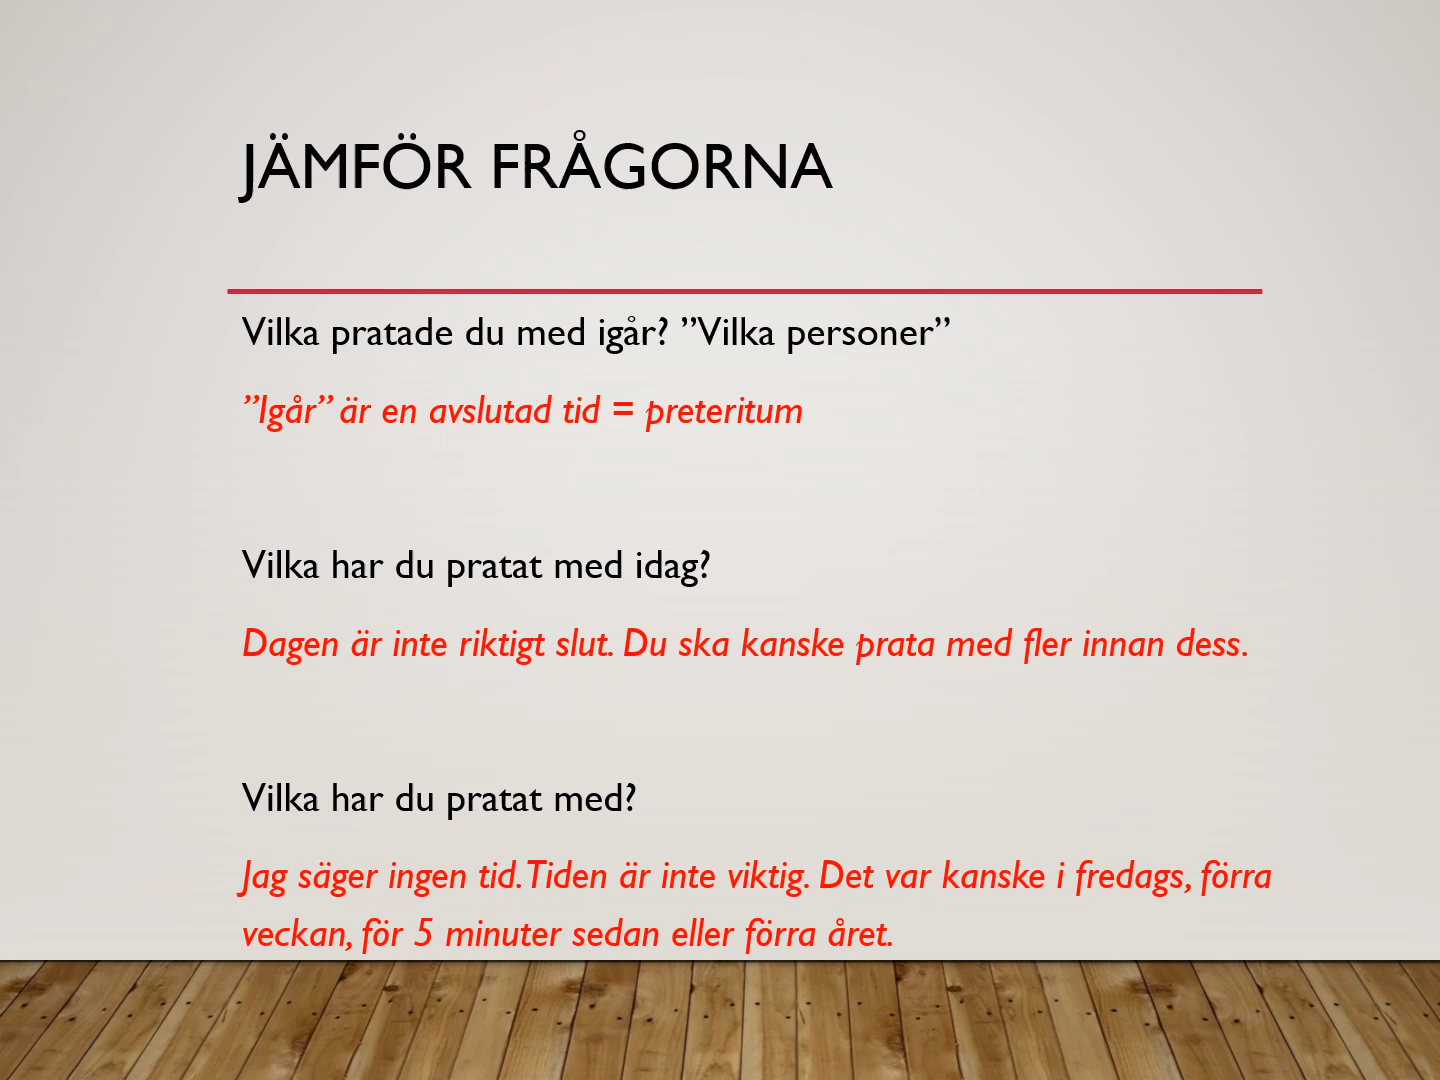 JÄMFÖR FRÅGORNA
Vilka pratade du med igår? ”Vilka personer”
”Igår” är en avslutad tid = preteritum
Vilka har du pratat med idag?
Dagen är inte riktigt slut. Du ska kanske prata med fler innan dess.
Vilka har du pratat med?
Jag säger ingen tid. Tiden är inte viktig. Det var kanske i fredags, förra
veckan, för 5 minuter sedan eller förra året.